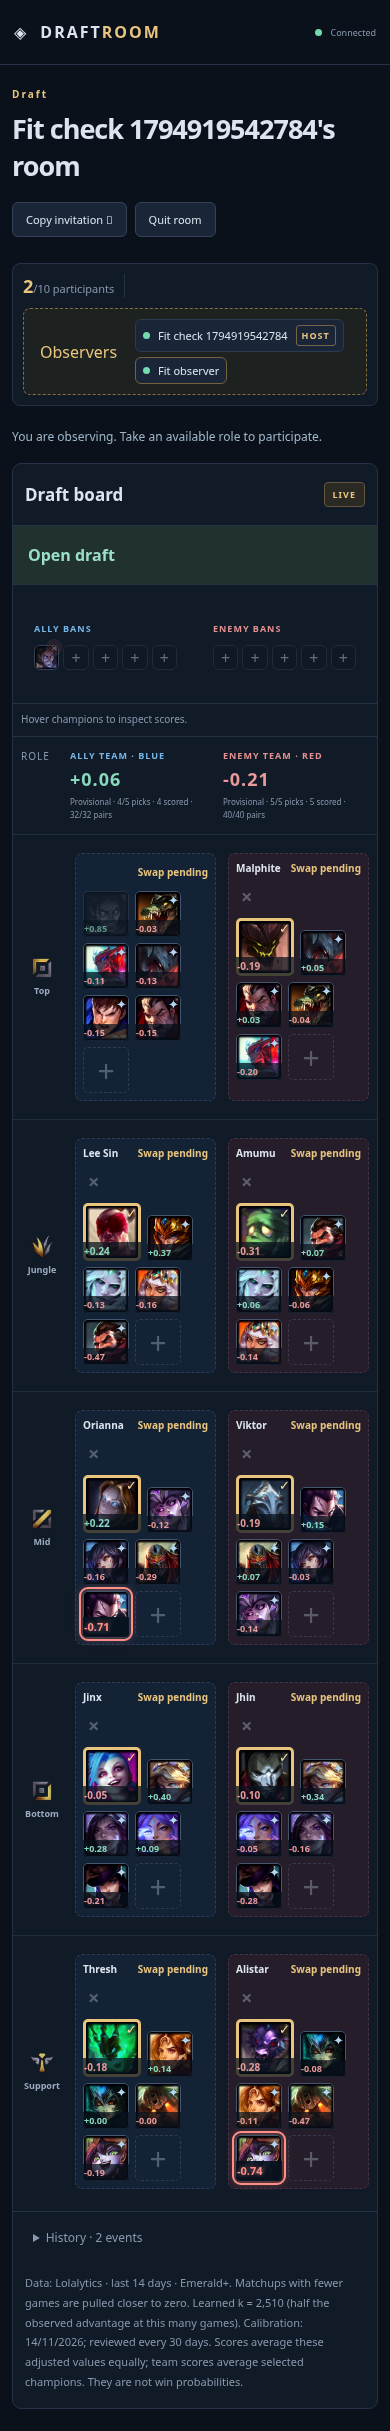 DRAFTROOM
Connected
Draft
Fit check 1794919542784's
room
Copy invitation
Quit room
2/10 participants
Observers
Fit check 1794919542784 HOST
Fit observer
You are observing. Take an available role to participate.
Draft board
LIVE
Open draft
ALLY BANS
ENEMY BANS
Hover champions to inspect scores.
ROLE
ALLY TEAM · BLUE
+0.06
Provisional · 4/5 picks · 4 scored ·
32/32 pairs
ENEMY TEAM · RED
-0.21
Provisional · 5/5 picks · 5 scored ·
40/40 pairs
Top
Swap pending
+0.85 -0.03
-0.11 -0.13
-0.15 -0.15
+
Malphite Swap pending
×
-0.19 +0.05
+0.03 -0.04
-0.20 +
Jungle
Lee Sin Swap pending
×
+0.24 +0.37
-0.13 -0.16
-0.47 +
Amumu Swap pending
×
-0.31 +0.07
+0.06 -0.06
-0.14 +
Mid
Orianna Swap pending
×
+0.22 -0.12
-0.16 -0.29
-0.71 +
Viktor Swap pending
×
-0.19 +0.15
+0.07 -0.03
-0.14 +
Bottom
Jinx Swap pending
×
-0.05 +0.40
+0.28 +0.09
-0.21 +
Jhin Swap pending
×
-0.10 +0.34
-0.05 -0.16
-0.28 +
Support
Thresh Swap pending
×
-0.18 +0.14
+0.00 -0.00
-0.19 +
Alistar Swap pending
×
-0.28 -0.08
-0.11 -0.47
-0.74 +
History · 2 events
Data: Lolalytics · last 14 days · Emerald+. Matchups with fewer
games are pulled closer to zero. Learned k = 2,510 (half the
observed advantage at this many games). Calibration:
14/11/2026; reviewed every 30 days. Scores average these
adjusted values equally; team scores average selected
champions. They are not win probabilities.